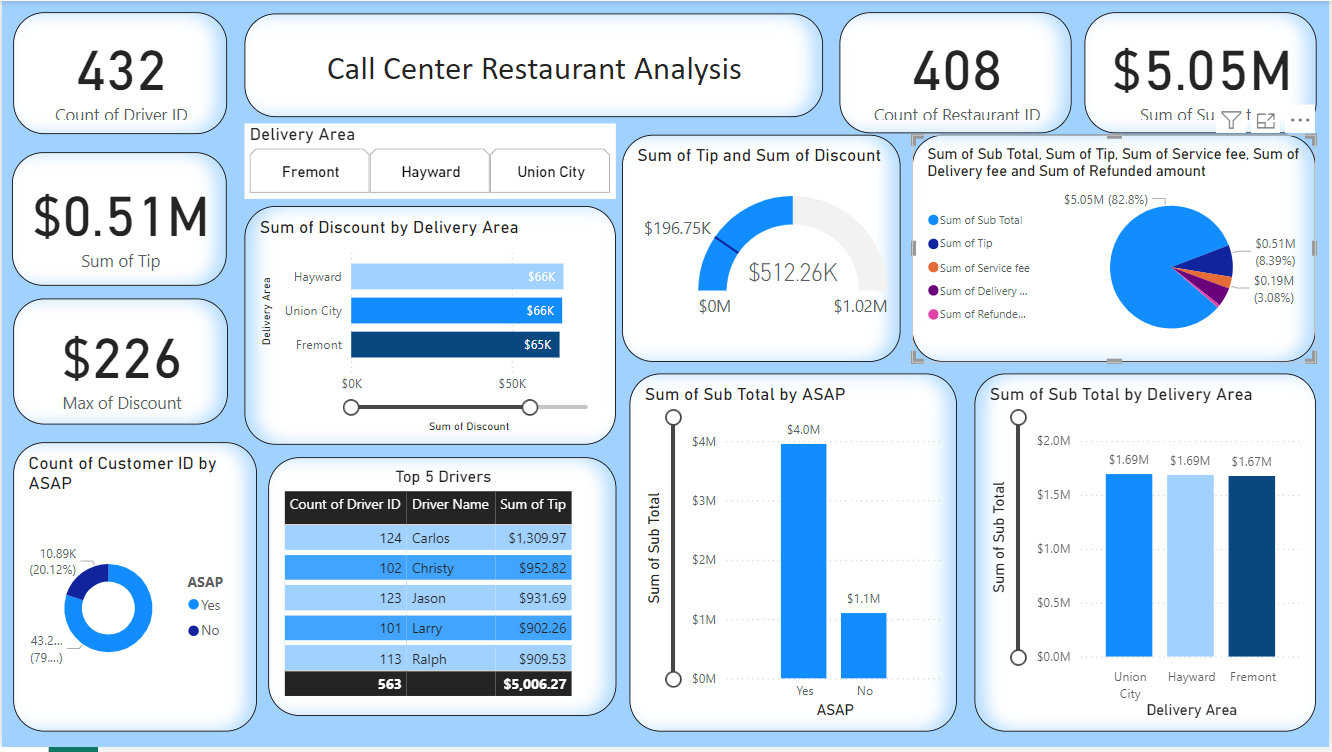 432
Count of Driver ID
Call Center Restaurant Analysis
408
Count of Restaurant ID
$5.05M
Sum of Su
Delivery Area
Fremont
Hayward
Union City
$0.51M
Sum of Tip
$226
Max of Discount
Sum of Discount by Delivery Area
Delivery Area
Hayward
$66K
Union City
$66K
Fremont
$65K
$0K
$50K
Sum of Discount
Sum of Tip and Sum of Discount
$196.75K
$512.26K
$0M
$1.02M
Sum of Sub Total, Sum of Tip, Sum of Service fee, Sum of
Delivery fee and Sum of Refunded amount
$5.05M (82.8%)
Sum of Sub Total
Sum of Tip
Sum of Service fee
Sum of Delivery ...
Sum of Refunde...
$0.51M
(8.39%)
$0.19M
(3.08%)
Count of Customer ID by
ASAP
10.89K
(20.12%)
43.2...
(79....)
ASAP
Yes
No
Top 5 Drivers
Count of Driver ID Driver Name Sum of Tip
124 Carlos $1,309.97
102 Christy $952.82
123 Jason $931.69
101 Larry $902.26
113 Ralph $909.53
563 $5,006.27
Sum of Sub Total by ASAP
Sum of Sub Total
$4M
$3M
$2M
$1M
$0M
$4.0M
$1.1M
Yes
No
ASAP
Sum of Sub Total by Delivery Area
Sum of Sub Total
$2.0M
$1.5M
$1.0M
$0.5M
$0.0M
$1.69M
$1.69M
$1.67M
Union
City
Hayward
Fremont
Delivery Area